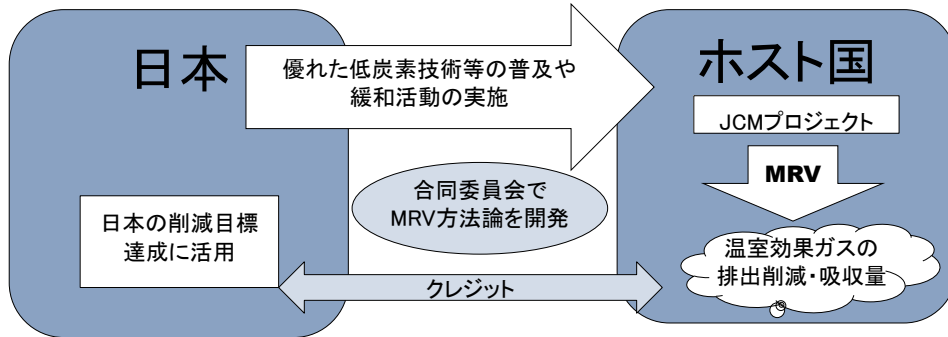 日本
優れた低炭素技術等の普及や
緩和活動の実施
ホスト国
JCMプロジェクト
MRV
合同委員会で
MRV方法論を開発
日本の削減目標
達成に活用
温室効果ガスの
排出削減・吸収量
クレジット